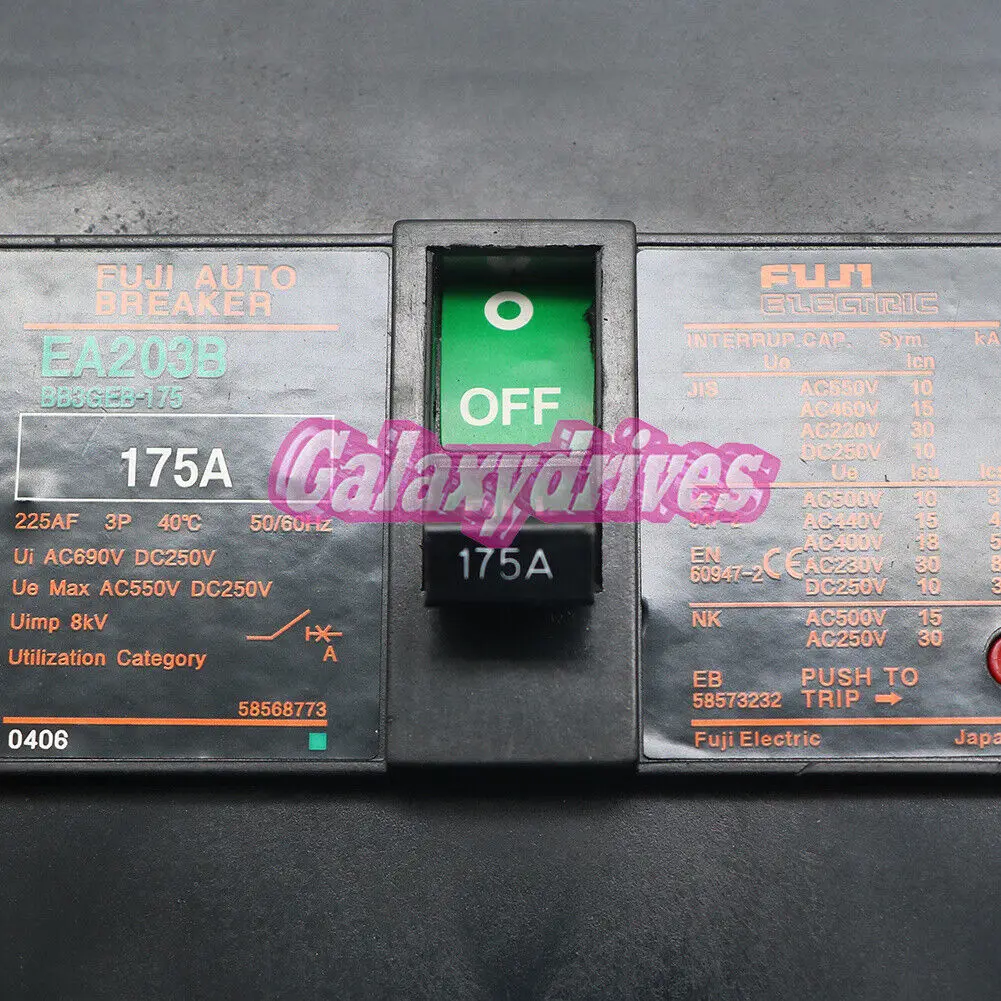 FUJI AUTO
BREAKER
EA203B
BB3GEB-175
175A
225AF 3P 40℃ 50/60Hz
Ui AC690V DC250V
Ue Max AC550V DC250V
Uimp 8kV
Utilization Category A
58568773
0406
O
OFF
Galaxydrives
175A
FUJI
ELECTRIC
INTERRUP. CAP. Sym. kA
Ue Icn
JIS AC550V 10
AC460V 15
AC220V 30
DC250V 10
Ue Icu
AC500V 10
AC440V 15
AC400V 18
EN AC230V 30
60947-2 CE DC250V 10
NK AC500V 15
AC250V 30
EB PUSH TO
58573232 TRIP →
Fuji Electric